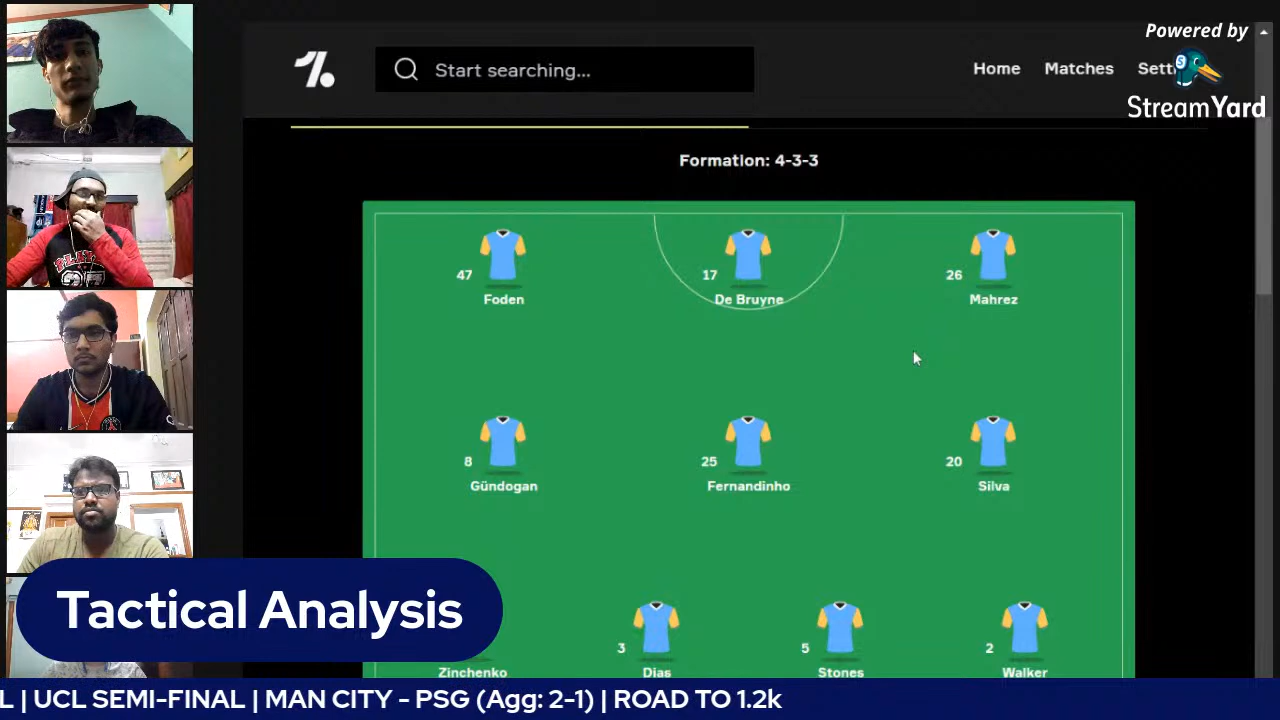 Powered by
StreamYard
Start searching...
Home Matches Setti
Formation: 4-3-3
47 17 26
Foden De Bruyne Mahrez
8 25 20
Gündogan Fernandinho Silva
3 5 2
Zinchenko Dias Stones Walker
Tactical Analysis
L | UCL SEMI-FINAL | MAN CITY - PSG (Agg: 2-1) | ROAD TO 1.2k